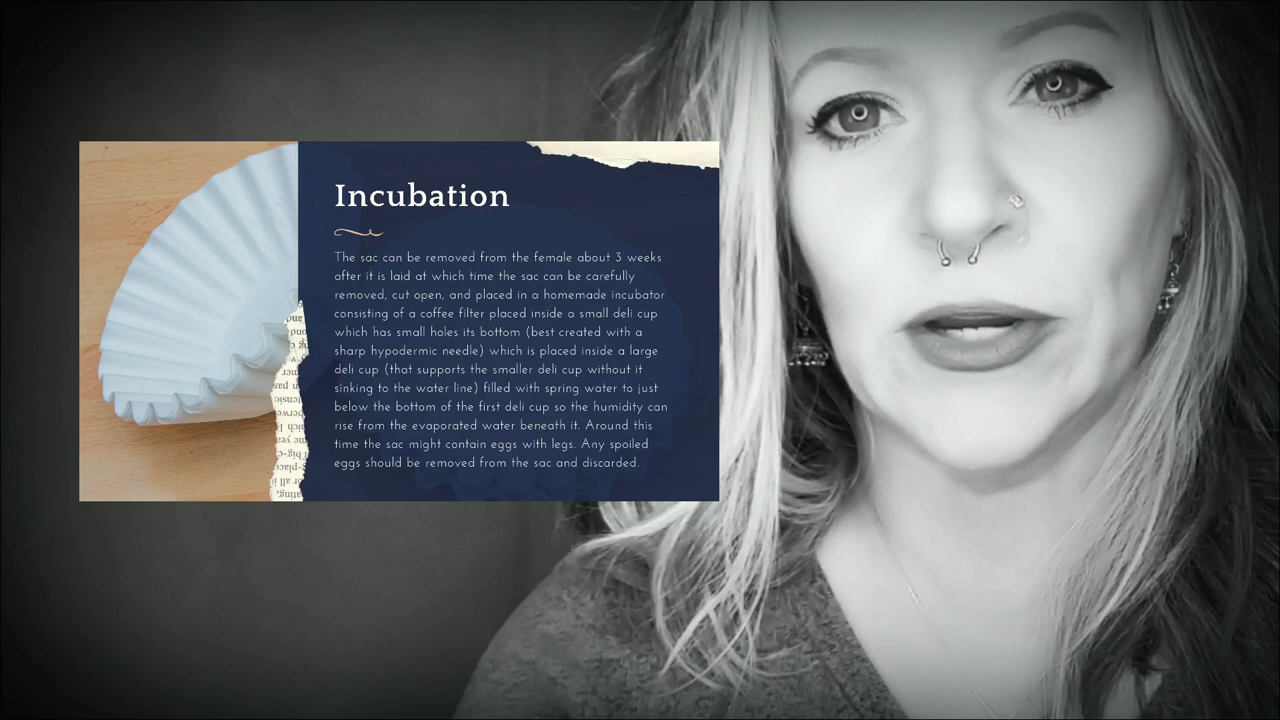 Incubation
The sac can be removed from the female about 3 weeks
after it is laid at which time the sac can be carefully
removed, cut open, and placed in a homemade incubator
consisting of a coffee filter placed inside a small deli cup
which has small holes its bottom (best created with a
sharp hypodermic needle) which is placed inside a large
deli cup (that supports the smaller deli cup without it
sinking to the water line) filled with spring water to just
below the bottom of the first deli cup so the humidity can
rise from the evaporated water beneath it. Around this
time the sac might contain eggs with legs. Any spoiled
eggs should be removed from the sac and discarded.